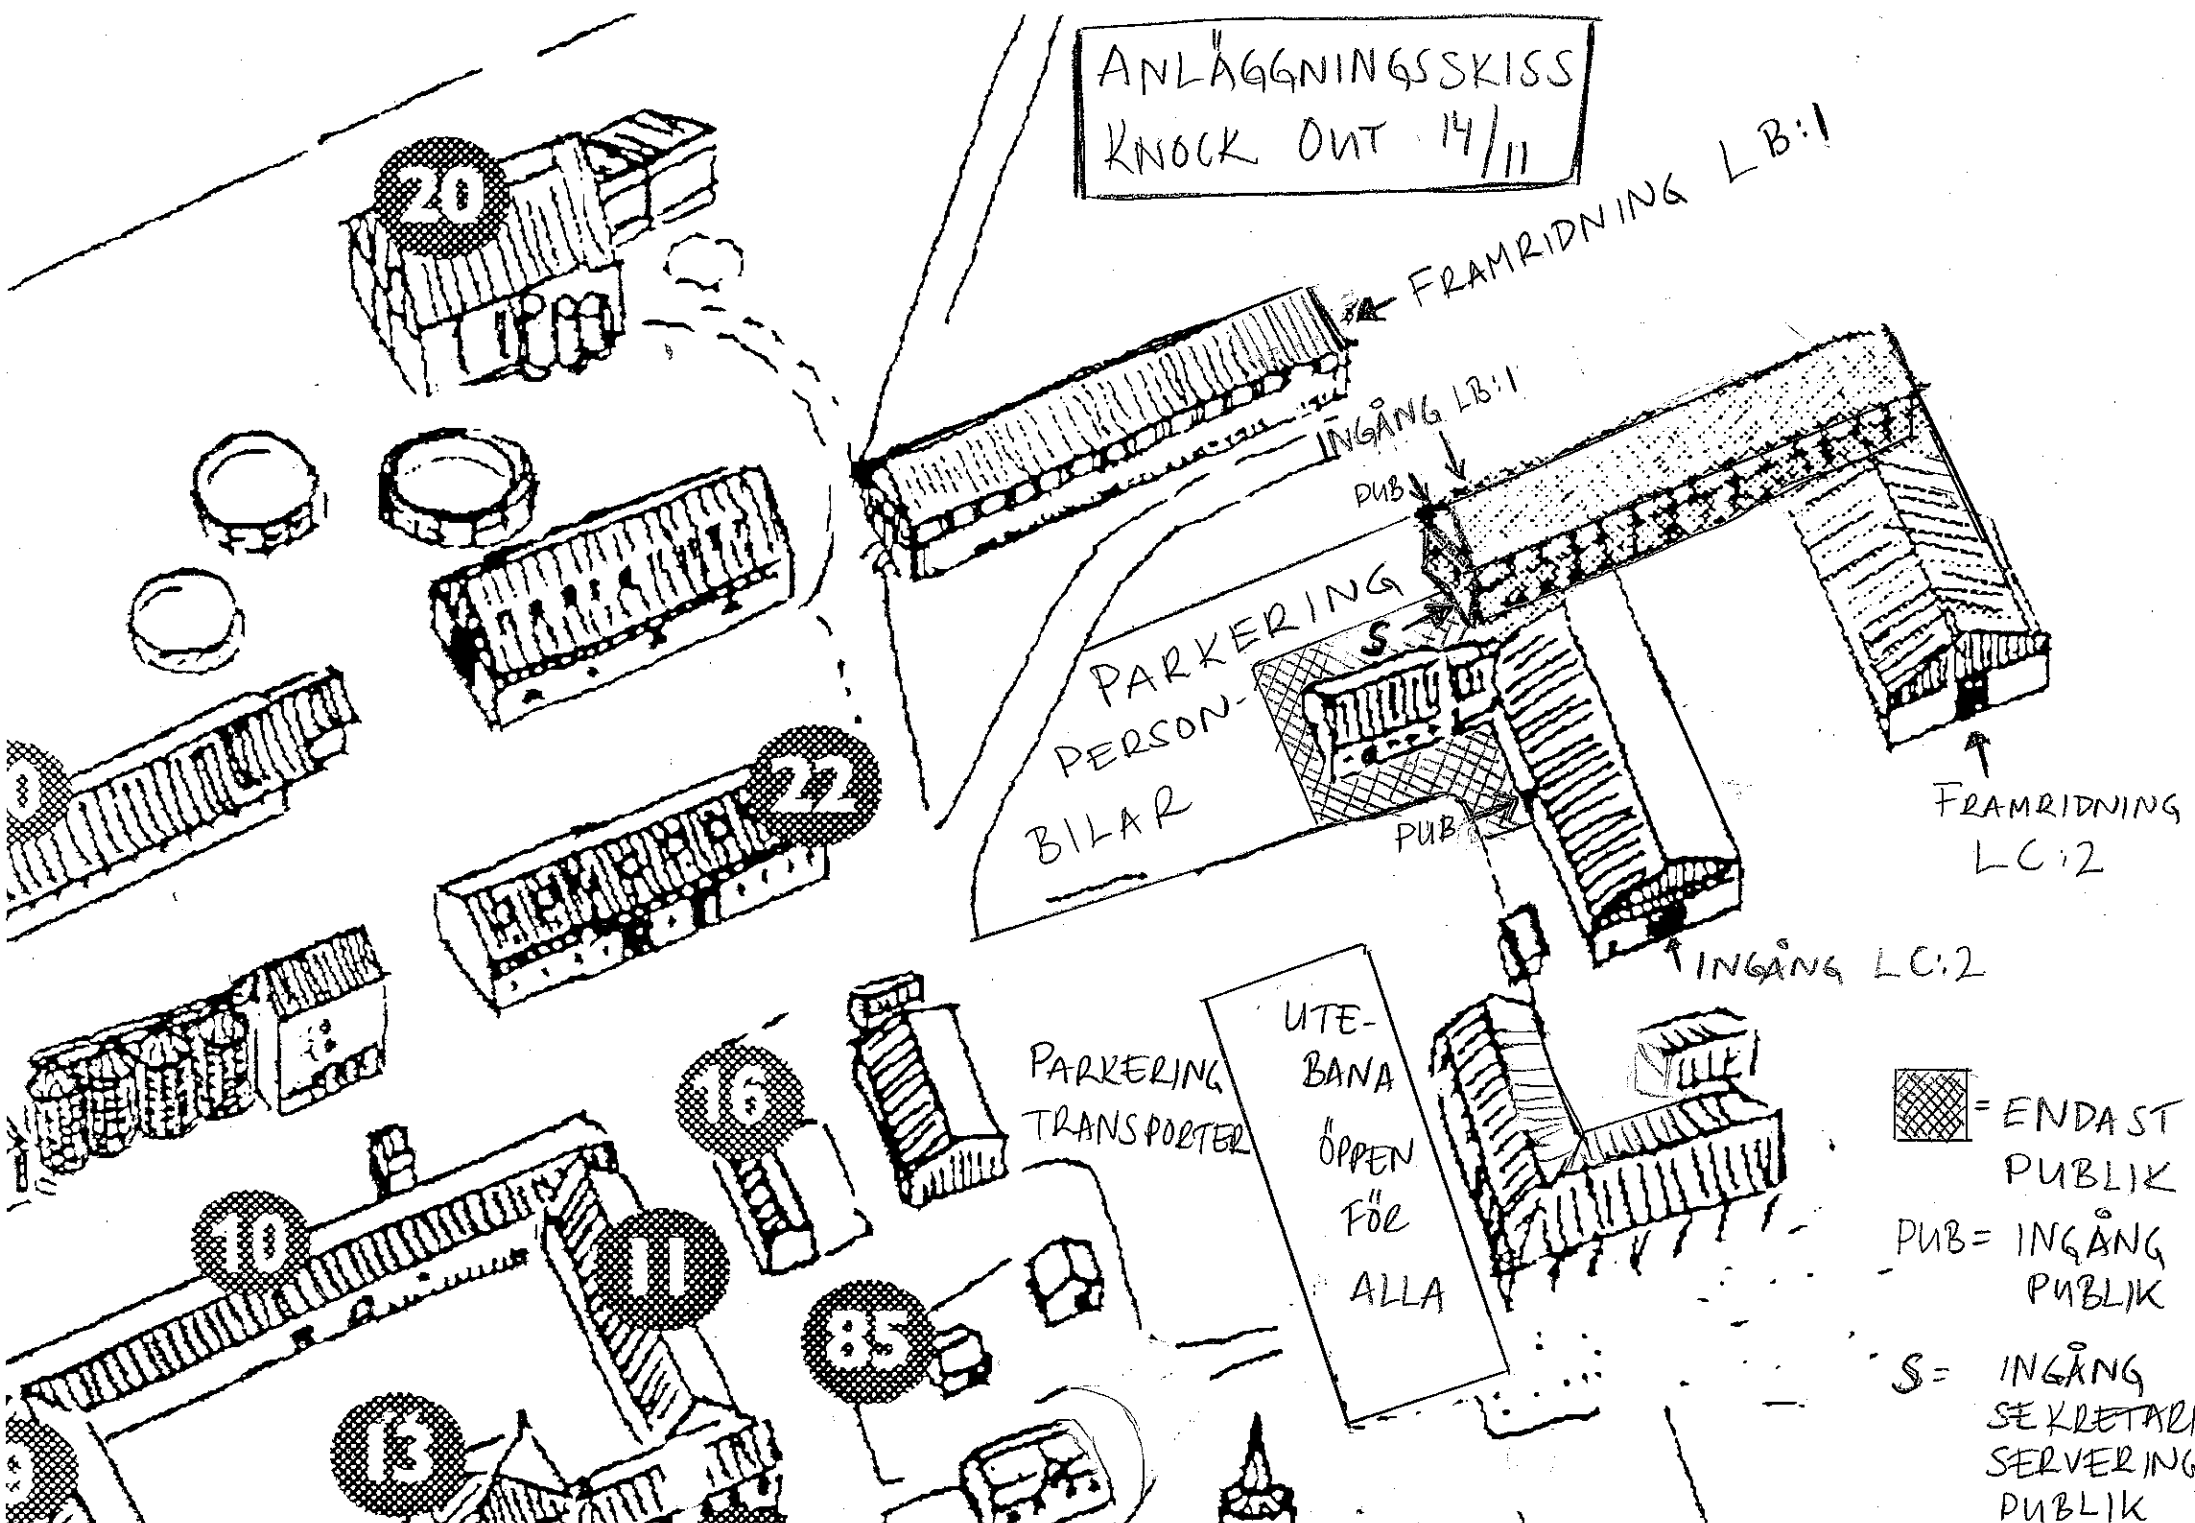 ANLÄGGNINGSSKISS
KNOCK OUT 14/11
FRAMRIDNING LB:1
20
INGÅNG LB:1
PUB
PARKERING
PERSON-
BILAR
S
PUB
22
FRAMRIDNING
LC:2
INGÅNG LC:2
UTE-
BANA
ÖPPEN
FÖR
ALLA
PARKERING
TRANSPORTER
16
10
11
85
13
= ENDAST
PUBLIK
PUB= INGÅNG
PUBLIK
S= INGÅNG
SEKRETARI
SERVERING
PUBLIK